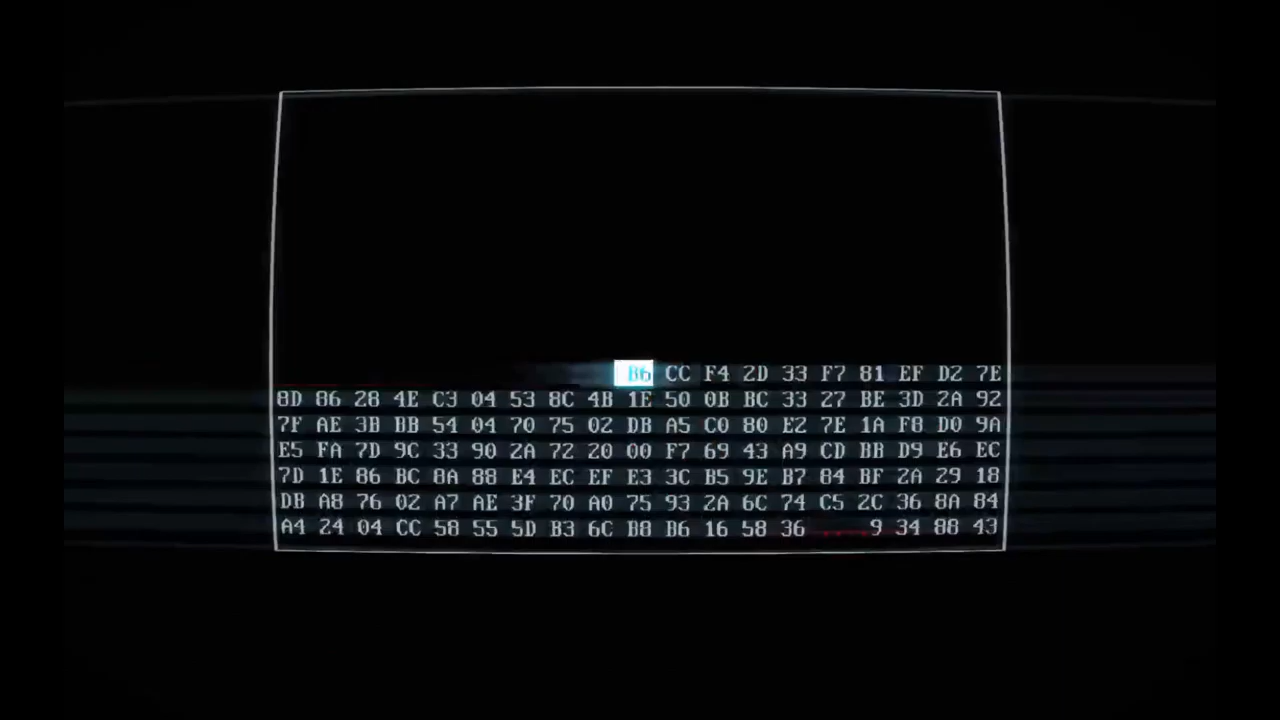 B6 CC F4 2D 33 F7 81 EF D2 7E
8D 86 28 4E C3 04 53 8C 4B 1E 50 0B BC 33 27 BE 3D 2A 92
7F AE 3B BB 54 04 70 75 02 DB A5 C0 80 E2 7E 1A F8 D0 9A
E5 FA 7D 9C 33 90 2A 72 20 00 F7 69 43 A9 CD BB D9 E6 EC
7D 1E 86 BC 8A 88 E4 EC EF E3 3C B5 9E B7 84 BF 2A 29 18
DB A8 76 02 A7 AE 3F 70 A0 75 93 2A 6C 74 C5 2C 36 8A 84
A4 24 04 CC 58 55 5D B3 6C B8 B6 16 58 36 9 34 88 43